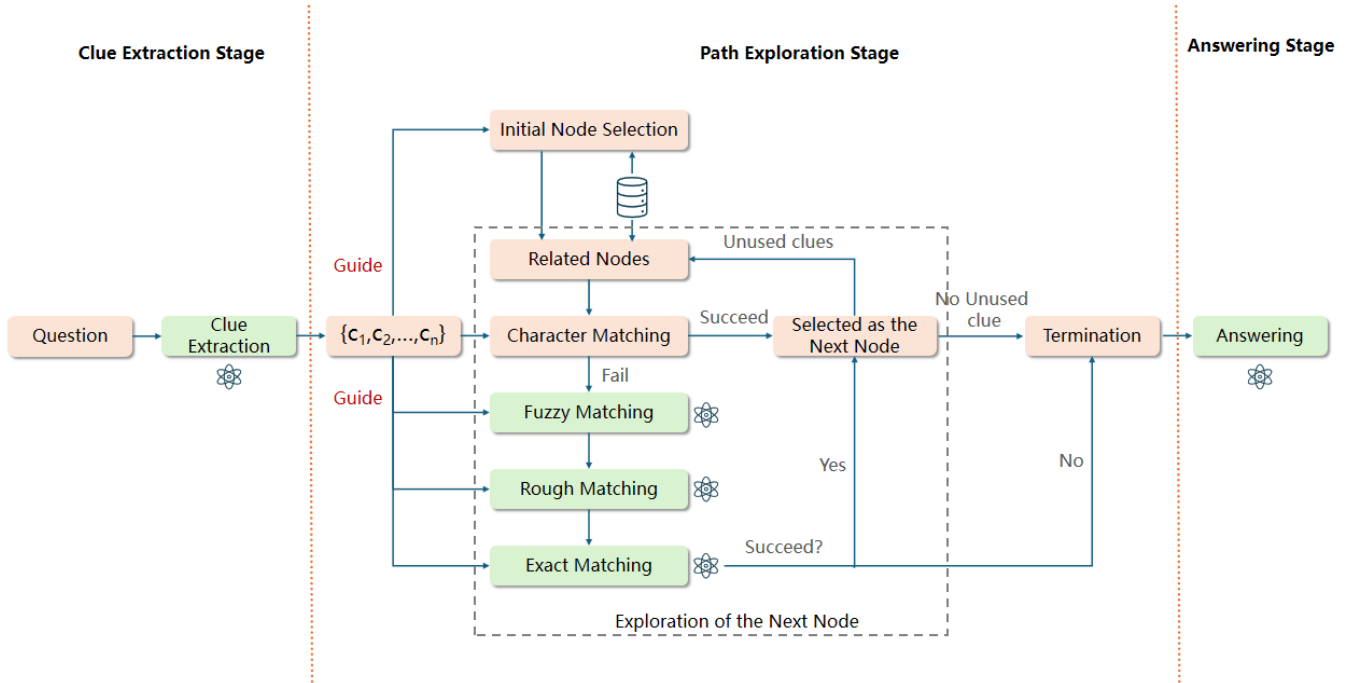 Clue Extraction Stage
Path Exploration Stage
Answering Stage
Initial Node Selection
Related Nodes
Unused clues
Guide
Question
Clue
Extraction
{c₁,c₂,...,cₙ}
Character Matching
Succeed
Selected as the
Next Node
No Unused
clue
Termination
Answering
Guide
Fail
Fuzzy Matching
Rough Matching
Yes
No
Exact Matching
Succeed?
Exploration of the Next Node